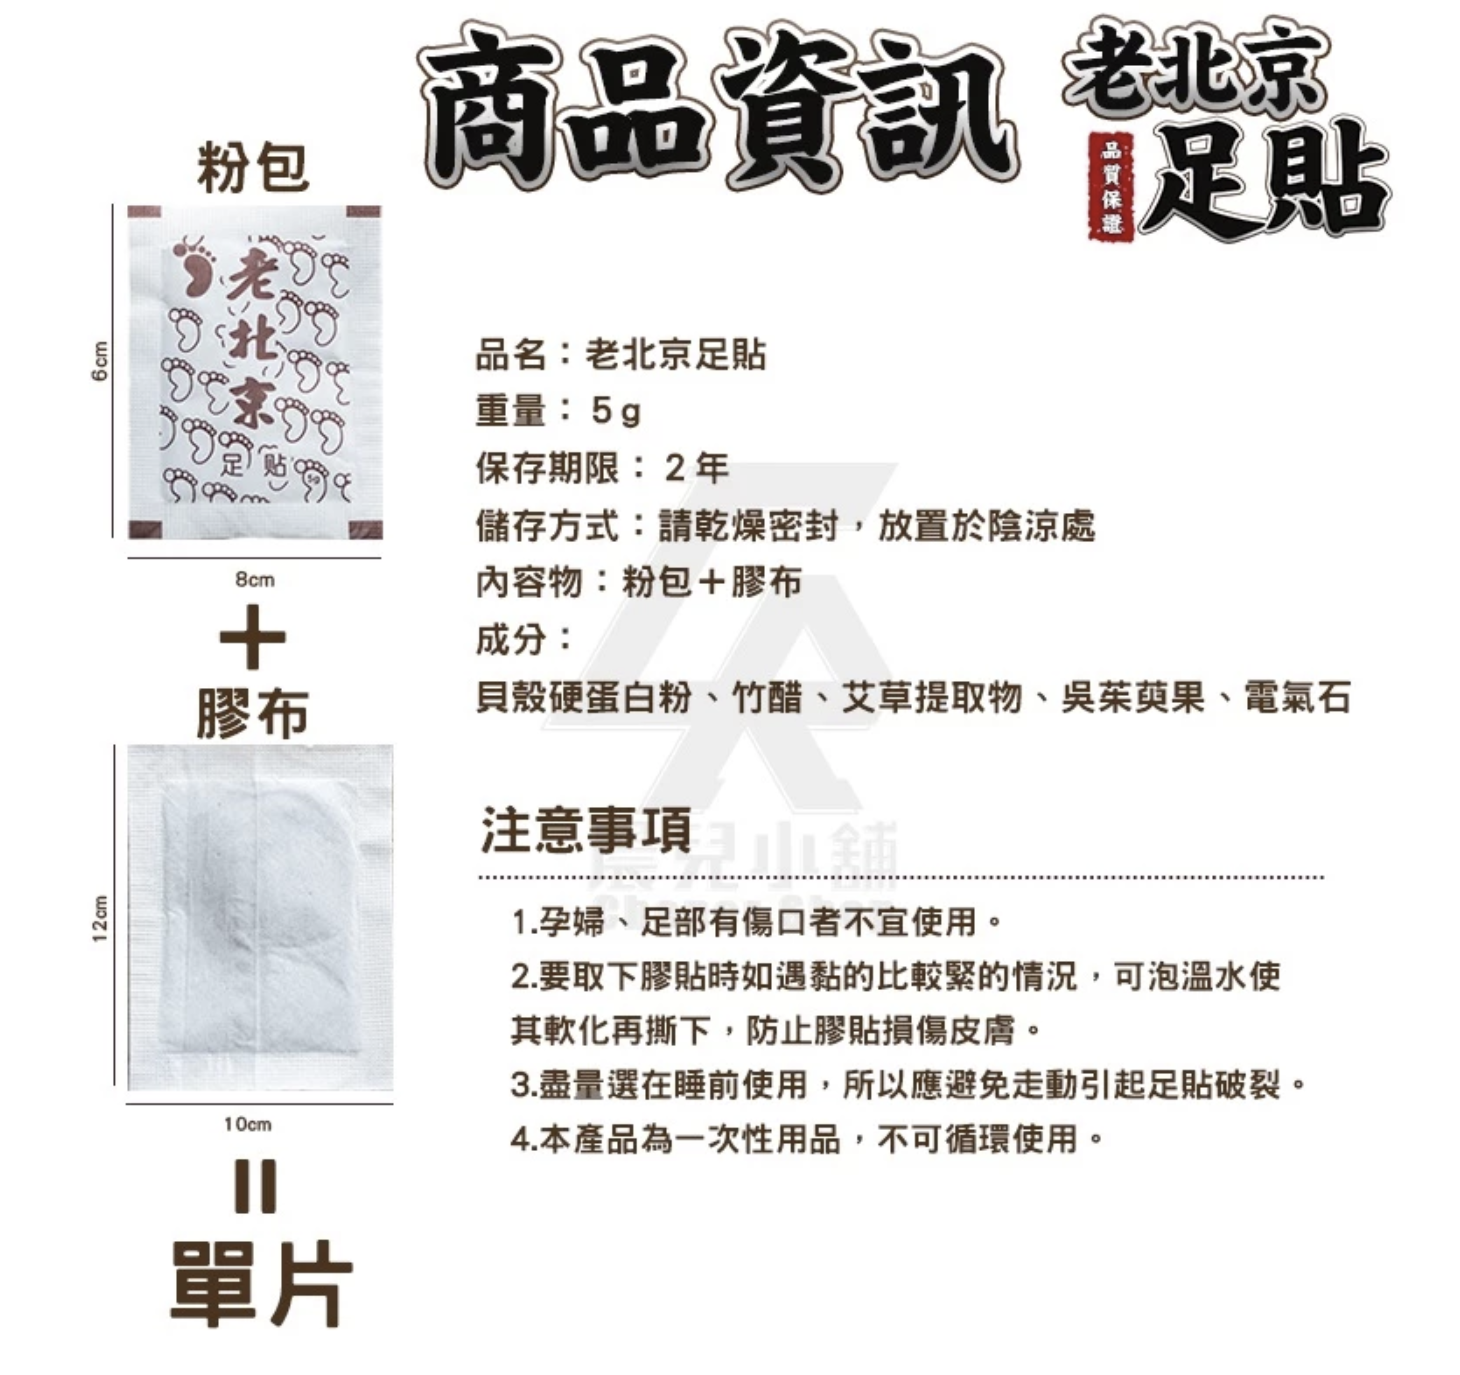 商品資訊
老北京
足貼
品質保證
粉包
老北京
足貼
6cm
8cm
+
膠布
12cm
10cm
=
單片
品名：老北京足貼
重量：5g
保存期限：2年
儲存方式：請乾燥密封，放置於陰涼處
內容物：粉包+膠布
成分：
貝殼硬蛋白粉、竹醋、艾草提取物、吳茱萸果、電氣石
注意事項
1.孕婦、足部有傷口者不宜使用。
2.要取下膠貼時如遇黏的比較緊的情況，可泡溫水使
其軟化再撕下，防止膠貼損傷皮膚。
3.盡量選在睡前使用，所以應避免走動引起足貼破裂。
4.本產品為一次性用品，不可循環使用。
晨兒小舖